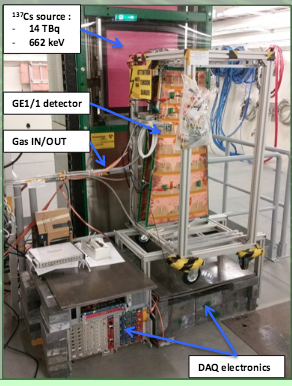 ¹³⁷Cs source :
- 14 TBq
- 662 keV
GE1/1 detector
Gas IN/OUT
DAQ electronics